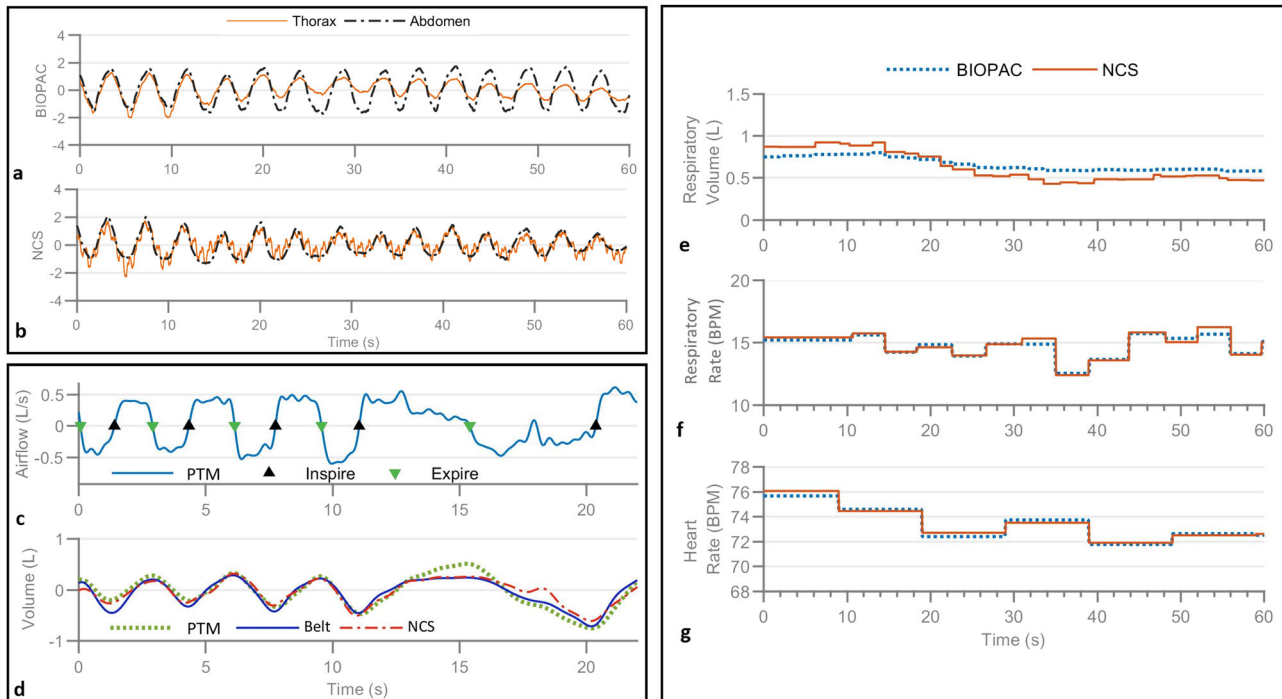 Thorax Abdomen
4
2
0
-2
-4
BIOPAC
0 10 20 30 40 50 60
a
4
2
0
-2
-4
NCS
0 10 20 30 40 50 60
Time (s)
b
0.5
0
-0.5
Airflow (L/s)
PTM Inspire Expire
0 5 10 15 20
c
1
0
-1
Volume (L)
PTM Belt NCS
0 5 10 15 20
Time (s)
d
BIOPAC NCS
1.5
1
0.5
0
Respiratory
Volume (L)
0 10 20 30 40 50 60
e
20
15
10
Respiratory
Rate (BPM)
0 10 20 30 40 50 60
f
78
76
74
72
70
68
Heart
Rate (BPM)
0 10 20 30 40 50 60
Time (s)
g